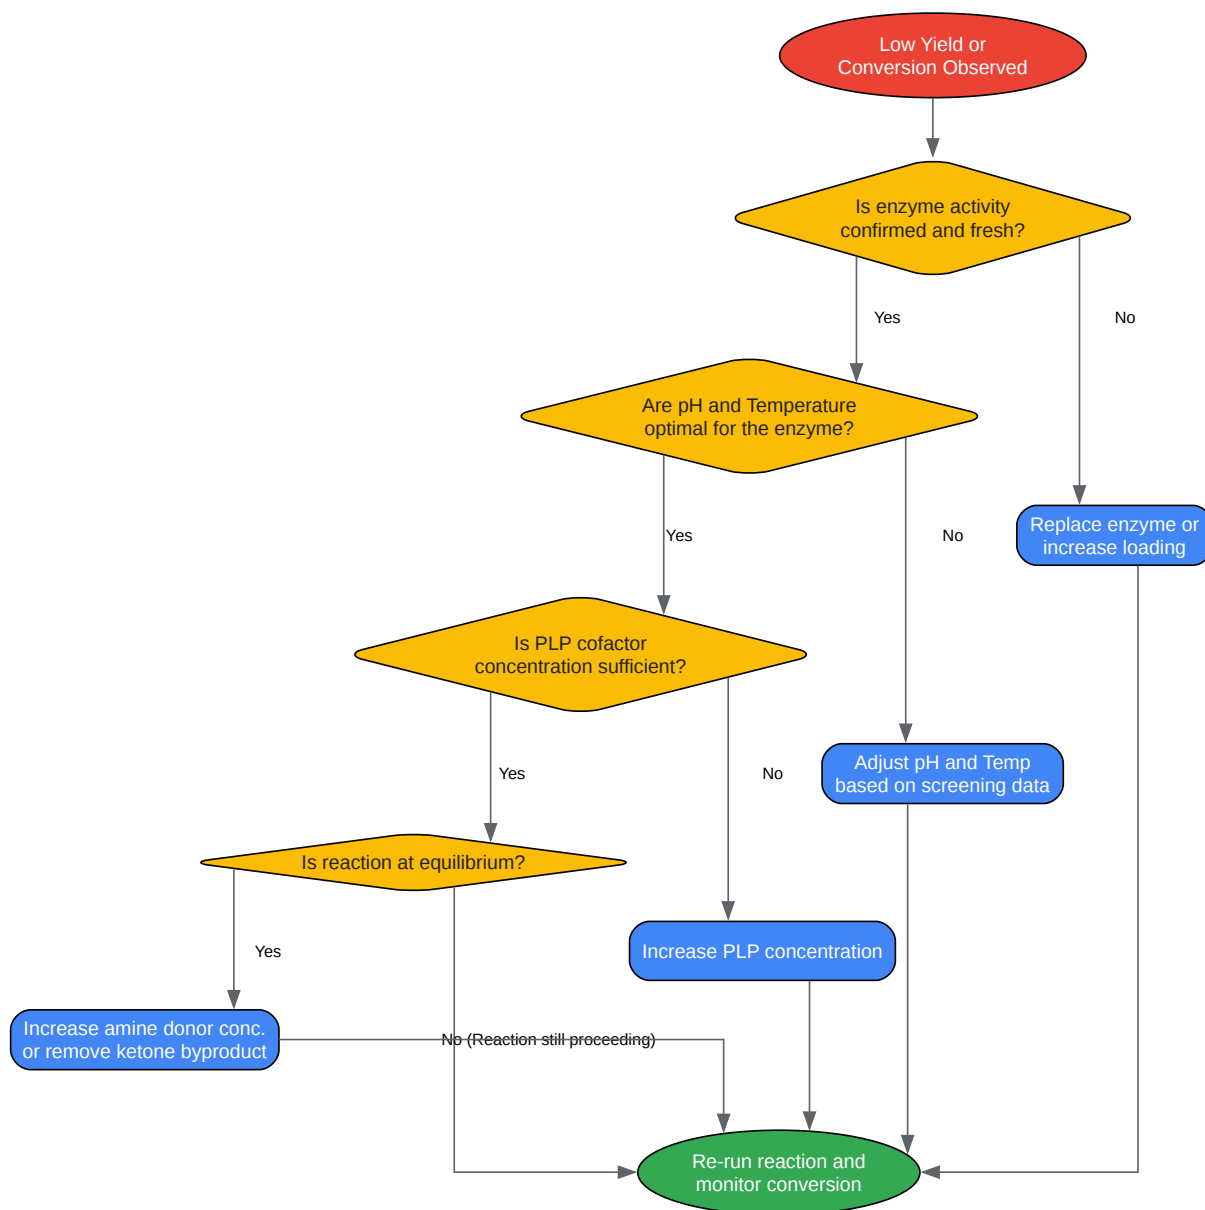 Low Yield or
Conversion Observed
Is enzyme activity
confirmed and fresh?
Yes
No
Are pH and Temperature
optimal for the enzyme?
Yes
No
Replace enzyme or
increase loading
Is PLP cofactor
concentration sufficient?
Yes
No
Adjust pH and Temp
based on screening data
Is reaction at equilibrium?
Yes
Increase PLP concentration
Increase amine donor conc.
or remove ketone byproduct
No (Reaction still proceeding)
Re-run reaction and
monitor conversion